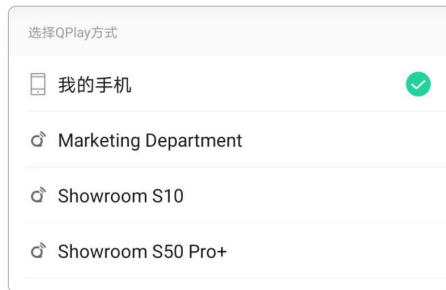 选择QPlay方式
我的手机
Marketing Department
Showroom S10
Showroom S50 Pro+